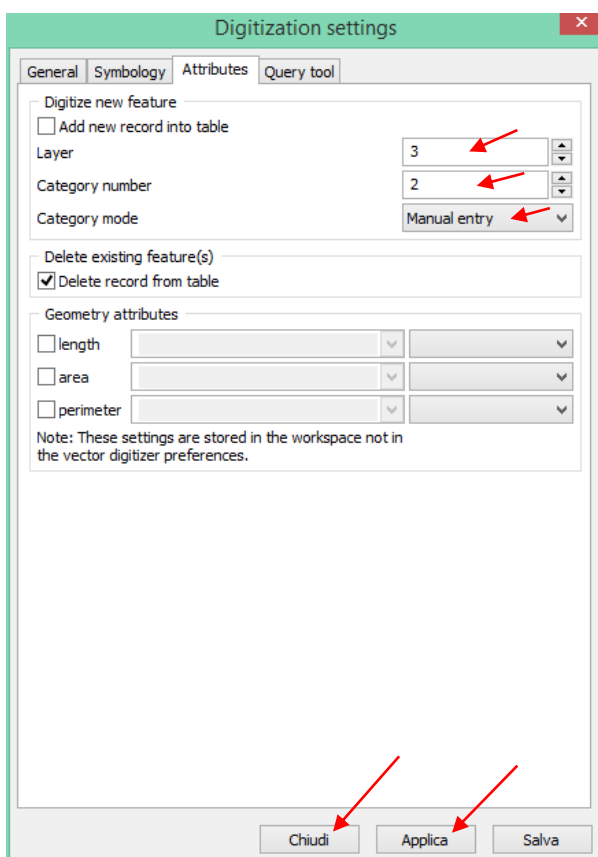 Digitization settings
General Symbology Attributes Query tool
Digitize new feature
Add new record into table
Layer 3
Category number 2
Category mode Manual entry
Delete existing feature(s)
Delete record from table
Geometry attributes
length
area
perimeter
Note: These settings are stored in the workspace not in
the vector digitizer preferences.
Chiudi Applica Salva